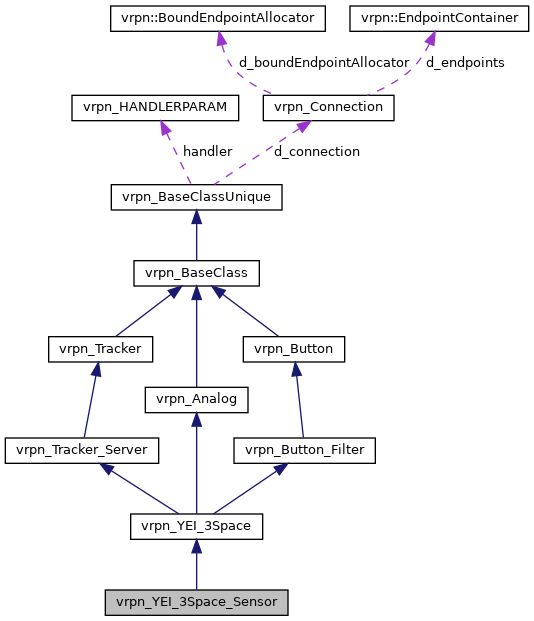 vrpn::BoundEndpointAllocator
vrpn::EndpointContainer
d_boundEndpointAllocator
d_endpoints
vrpn_HANDLERPARAM
vrpn_Connection
handler
d_connection
vrpn_BaseClassUnique
vrpn_BaseClass
vrpn_Tracker
vrpn_Button
vrpn_Analog
vrpn_Tracker_Server
vrpn_Button_Filter
vrpn_YEI_3Space
vrpn_YEI_3Space_Sensor